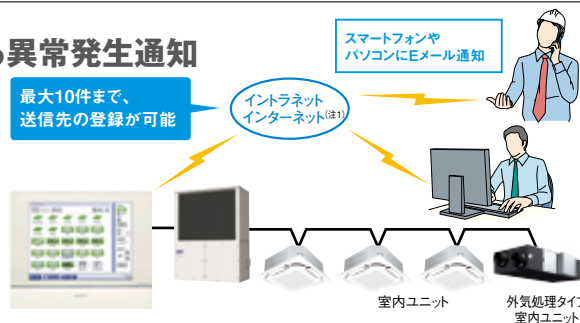 異常発生通知
スマートフォンや
パソコンにEメール通知
最大10件まで、
送信先の登録が可能
イントラネット
インターネット(注1)
室内ユニット
外気処理タイプ
室内ユニット